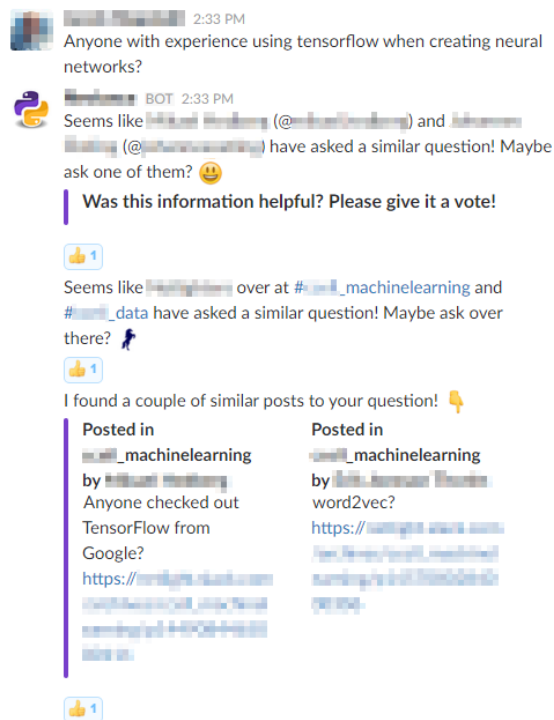 2:33 PM
Anyone with experience using tensorflow when creating neural
networks?
BOT 2:33 PM
Seems like (@ ) and
(@ ) have asked a similar question! Maybe
ask one of them?
Was this information helpful? Please give it a vote!
1
Seems like over at # _machinelearning and
# _data have asked a similar question! Maybe ask over
there?
1
I found a couple of similar posts to your question!
Posted in
_machinelearning
by
Anyone checked out
TensorFlow from
Google?
https://
Posted in
_machinelearning
by
word2vec?
https://
1